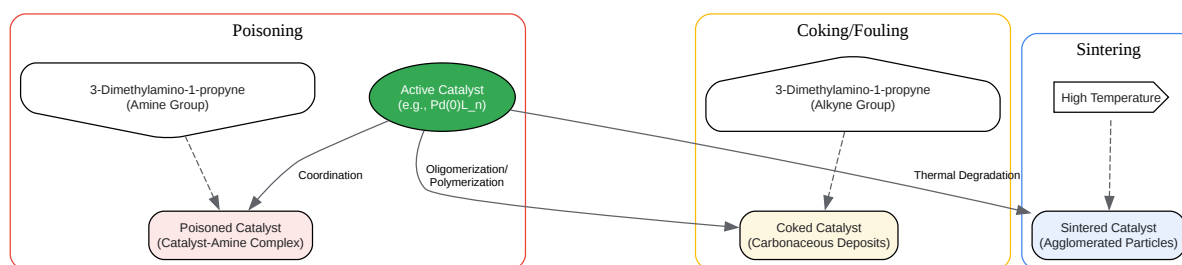 Poisoning
Coking/Fouling
Sintering
3-Dimethylamino-1-propyne
(Amine Group)
Active Catalyst
(e.g., Pd(0)L_n)
3-Dimethylamino-1-propyne
(Alkyne Group)
High Temperature
Coordination
Oligomerization/
Polymerization
Thermal Degradation
Poisoned Catalyst
(Catalyst-Amine Complex)
Coked Catalyst
(Carbonaceous Deposits)
Sintered Catalyst
(Agglomerated Particles)